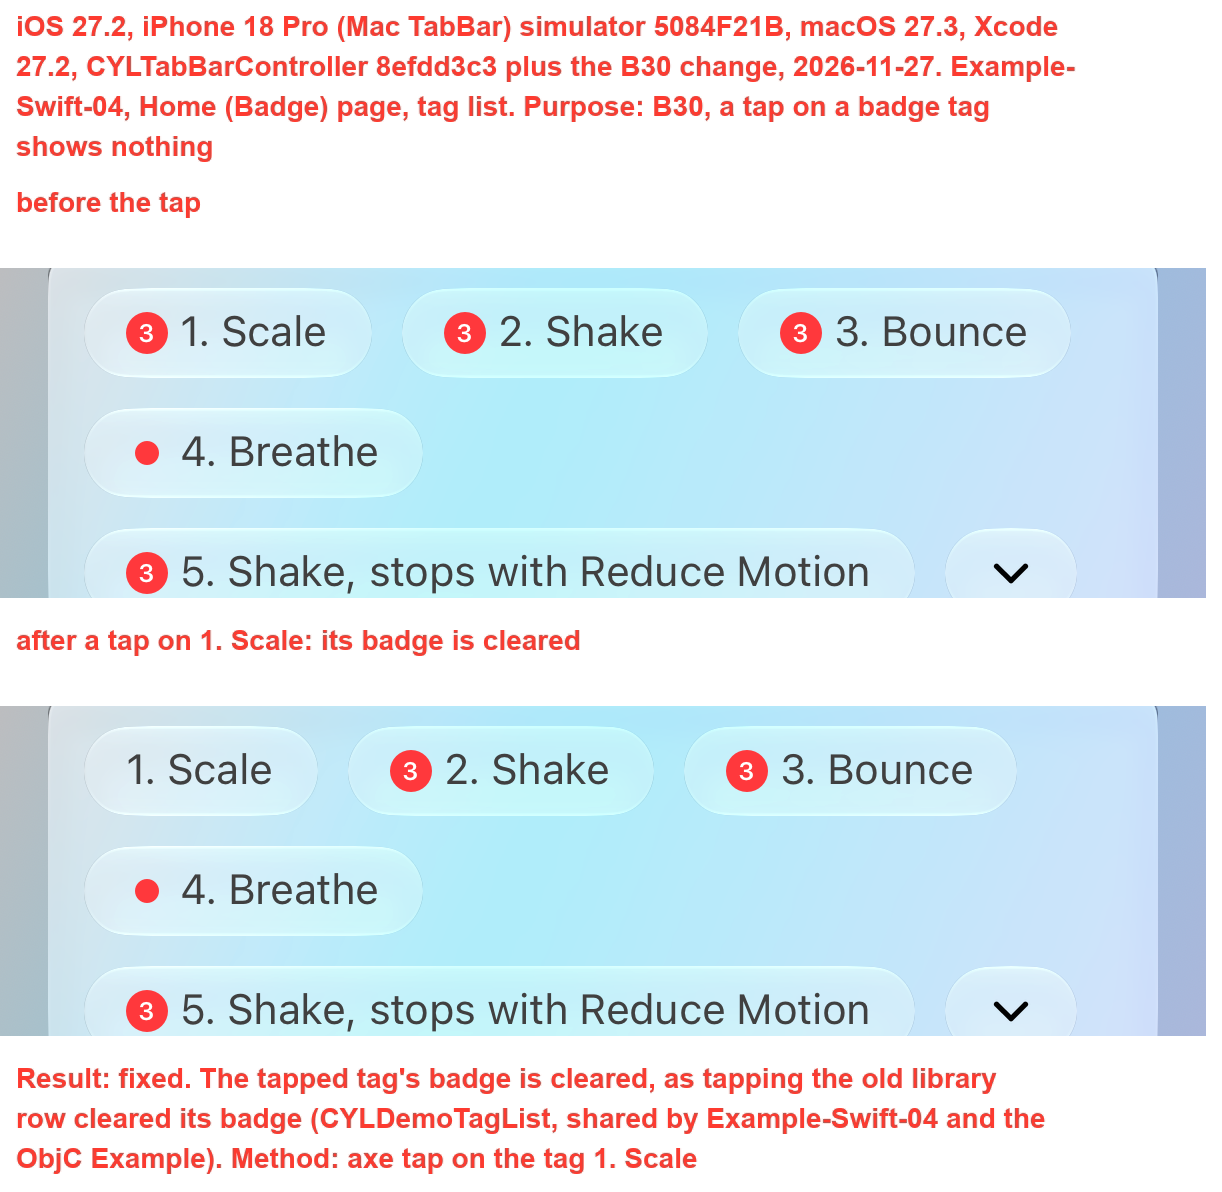 iOS 27.2, iPhone 18 Pro (Mac TabBar) simulator 5084F21B, macOS 27.3, Xcode
27.2, CYLTabBarController 8efdd3c3 plus the B30 change, 2026-11-27. Example-
Swift-04, Home (Badge) page, tag list. Purpose: B30, a tap on a badge tag
shows nothing
before the tap
3 1. Scale 3 2. Shake 3 3. Bounce
4. Breathe
3 5. Shake, stops with Reduce Motion
after a tap on 1. Scale: its badge is cleared
1. Scale 3 2. Shake 3 3. Bounce
4. Breathe
3 5. Shake, stops with Reduce Motion
Result: fixed. The tapped tag's badge is cleared, as tapping the old library
row cleared its badge (CYLDemoTagList, shared by Example-Swift-04 and the
ObjC Example). Method: axe tap on the tag 1. Scale